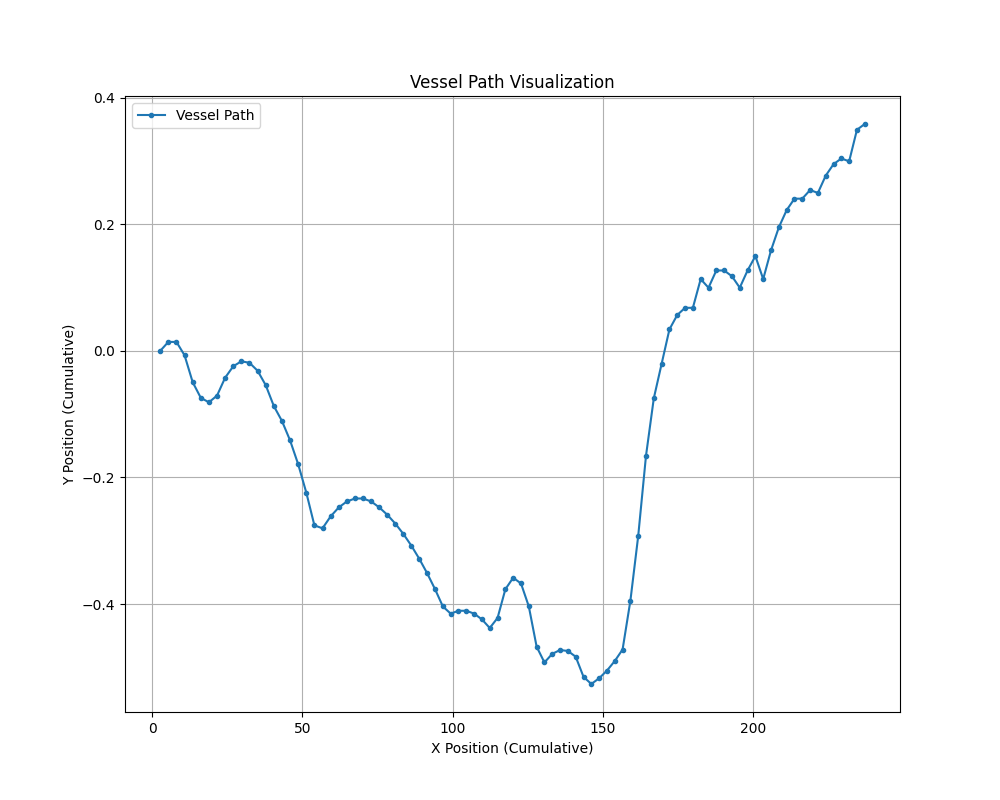 Vessel Path Visualization
Vessel Path
0.4
0.2
0.0
−0.2
−0.4
Y Position (Cumulative)
0
50
100
150
200
X Position (Cumulative)